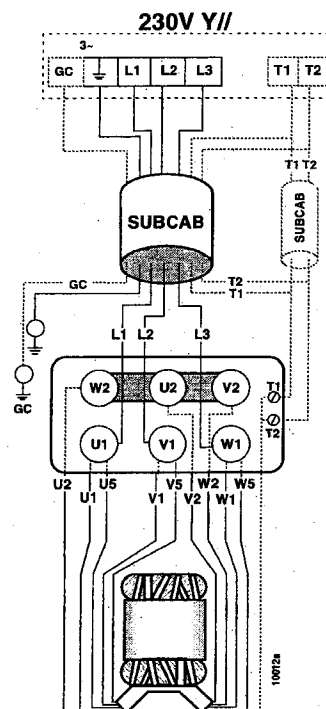 230V Y//
3~
GC L1 L2 L3 T1 T2
T1 T2
SUBCAB
SUBCAB
GC
T2
T1
L1 L2 L3
GC
W2 U2 V2
T1
U1 V1 W1
T2
U2 V5 W2 W5
U1 U5 V1 V2 W1
10012a